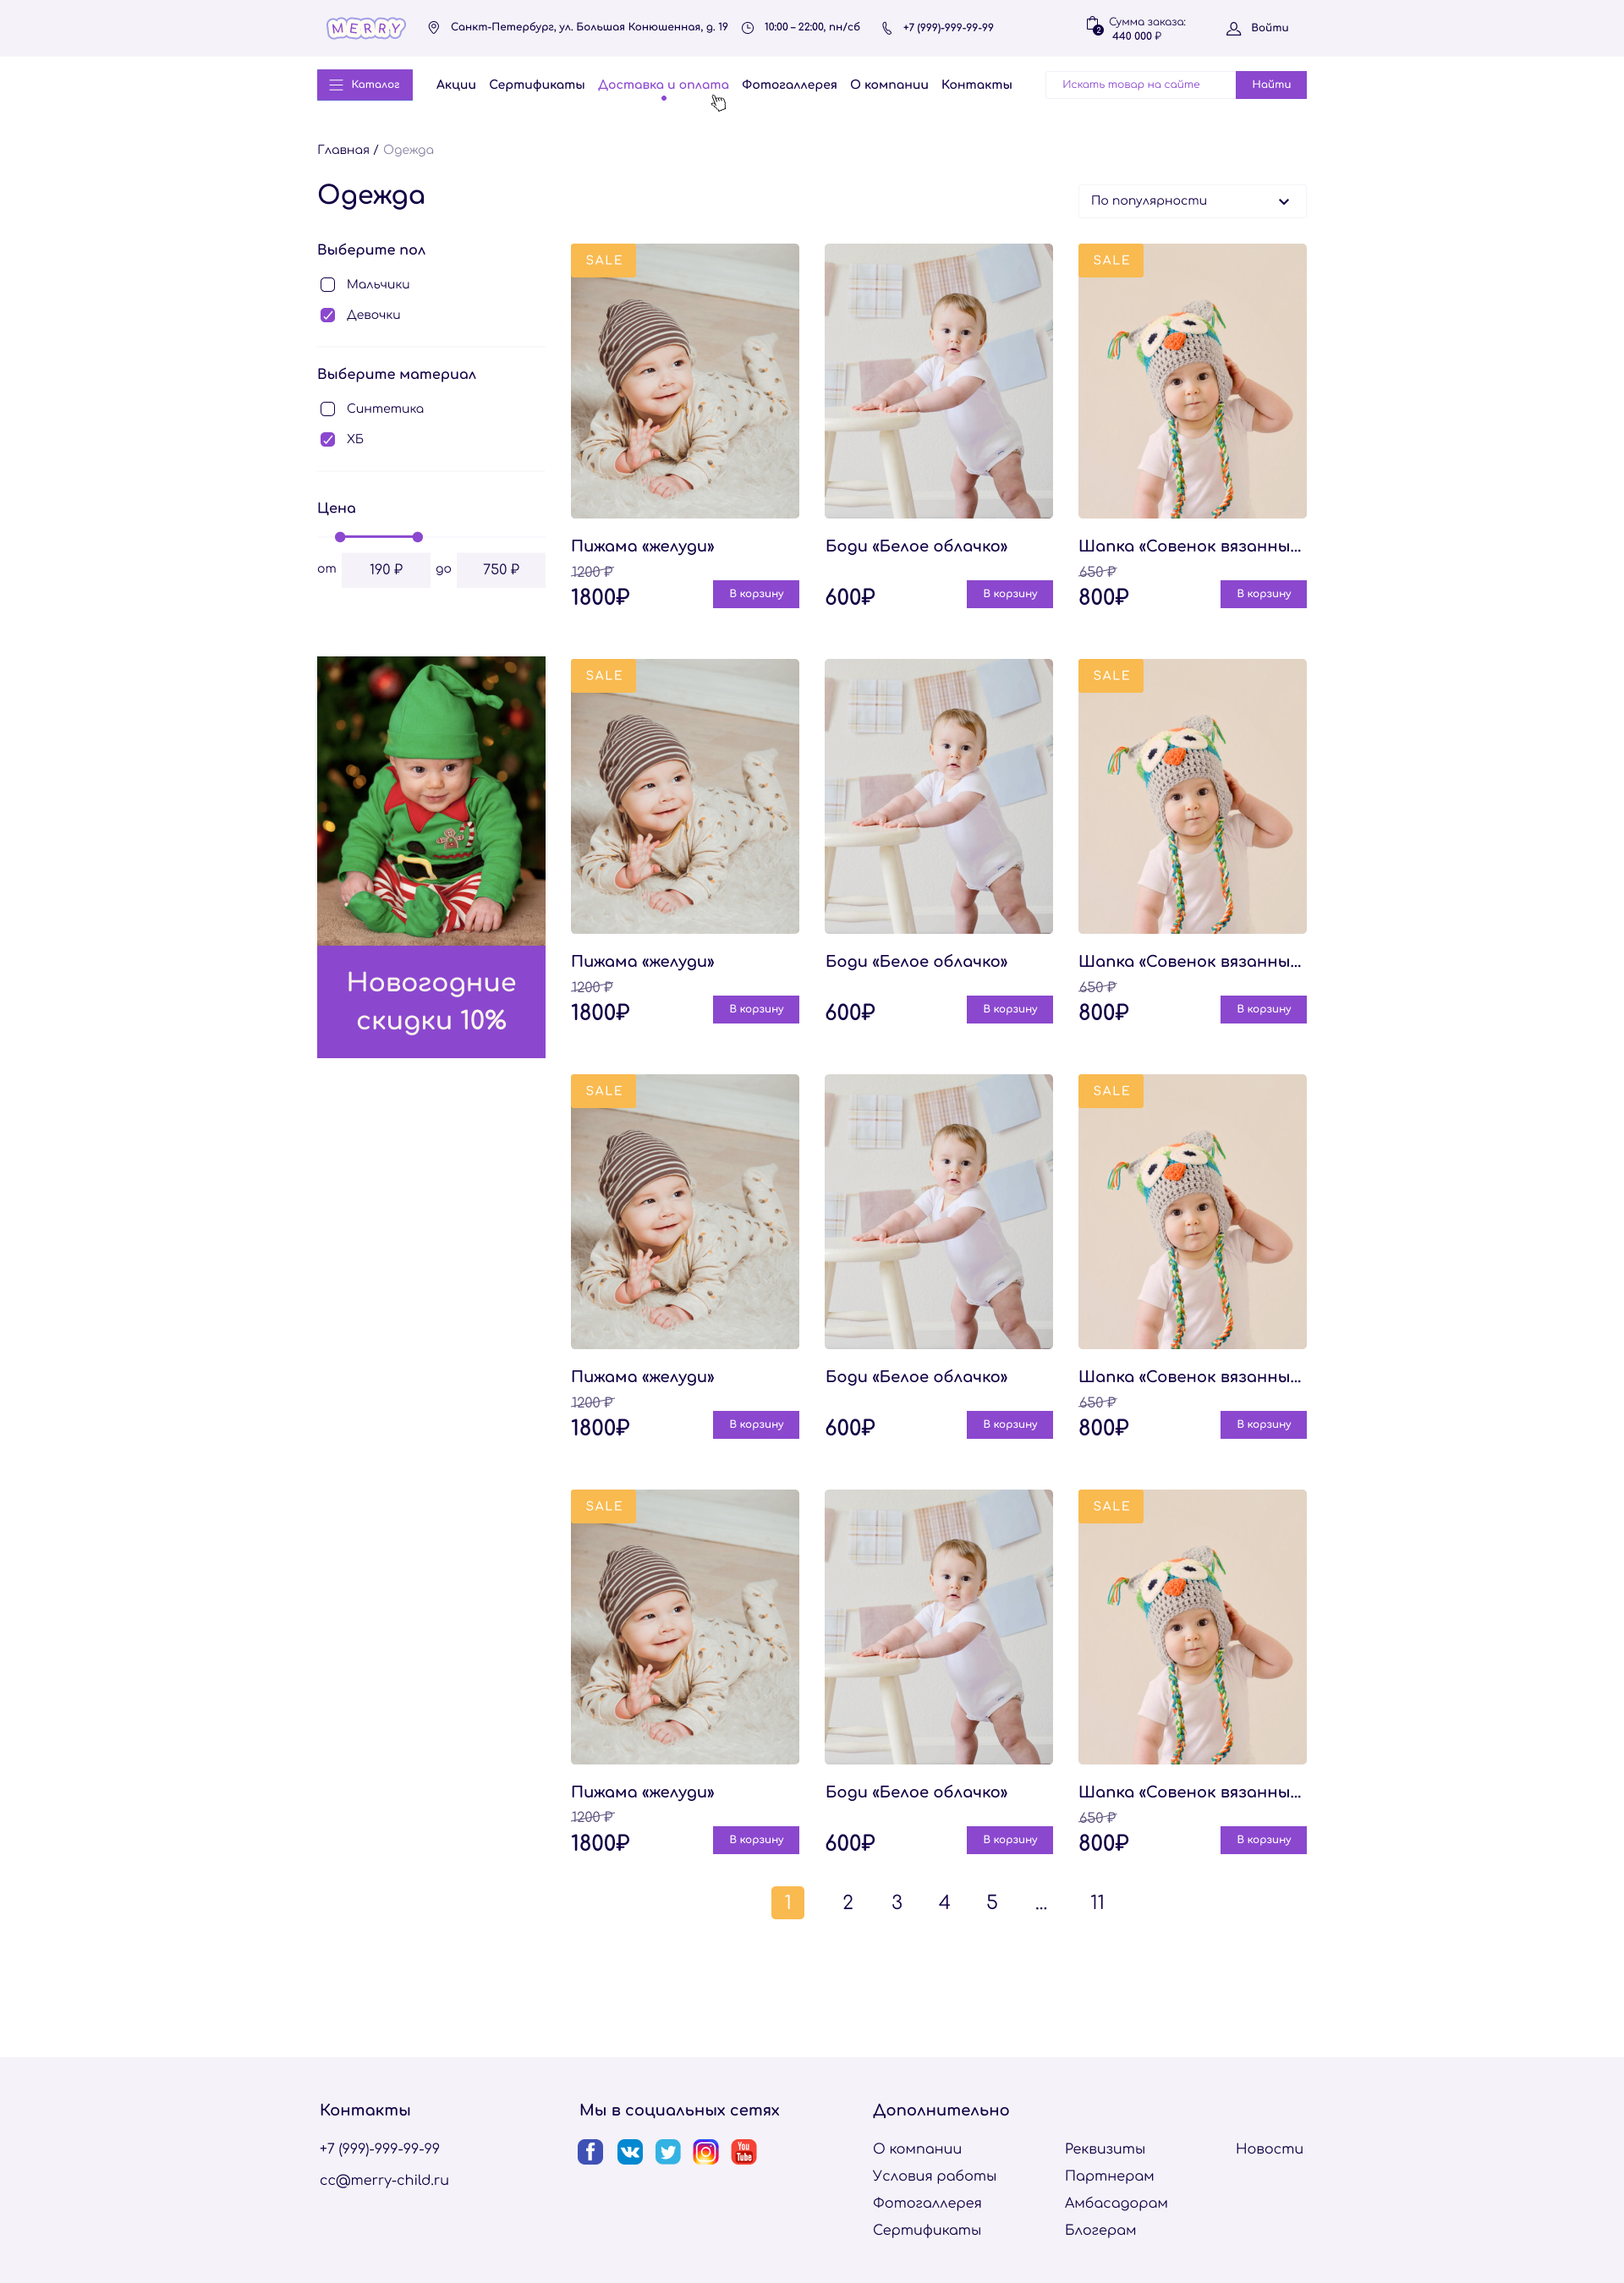 MERRY
Санкт-Петербург, ул. Большая Конюшенная, д. 19
10:00 – 22:00, пн/сб
+7 (999)-999-99-99
2
Сумма заказа:
440 000 ₽
Войти
Каталог
Акции
Сертификаты
Доставка и оплата
Фотогаллерея
О компании
Контакты
Искать товар на сайте
Найти
Главная / Одежда
Одежда
По популярности
Выберите пол
Мальчики
Девочки
Выберите материал
Синтетика
ХБ
Цена
от 190 ₽ до 750 ₽
Новогодние
скидки 10%
SALE
SALE
Пижама «желуди»
1200 ₽
1800₽
В корзину
Боди «Белое облачко»
600₽
В корзину
Шапка «Совенок вязанны...
650 ₽
800₽
В корзину
SALE
SALE
Пижама «желуди»
1200 ₽
1800₽
В корзину
Боди «Белое облачко»
600₽
В корзину
Шапка «Совенок вязанны...
650 ₽
800₽
В корзину
SALE
SALE
Пижама «желуди»
1200 ₽
1800₽
В корзину
Боди «Белое облачко»
600₽
В корзину
Шапка «Совенок вязанны...
650 ₽
800₽
В корзину
SALE
SALE
Пижама «желуди»
1200 ₽
1800₽
В корзину
Боди «Белое облачко»
600₽
В корзину
Шапка «Совенок вязанны...
650 ₽
800₽
В корзину
1 2 3 4 5 ... 11
Контакты
+7 (999)-999-99-99
cc@merry-child.ru
Мы в социальных сетях
You
Tube
Дополнительно
О компании
Условия работы
Фотогаллерея
Сертификаты
Реквизиты
Партнерам
Амбасадорам
Блогерам
Новости